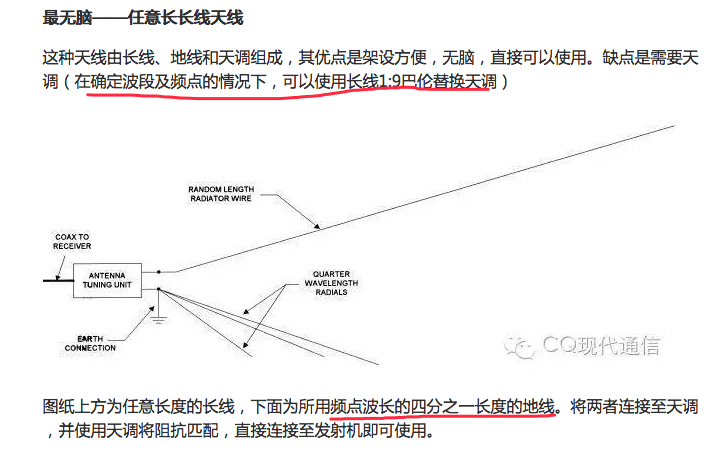 最无脑——任意长长线天线
这种天线由长线、地线和天调组成，其优点是架设方便，无脑，直接可以使用。缺点是需要天
调（在确定波段及频点的情况下，可以使用长线1:9巴伦替换天调）
RANDOM LENGTH
RADIATOR WIRE
COAX TO
RECEIVER
ANTENNA
TUNING UNIT
QUARTER
WAVELENGTH
RADIALS
EARTH
CONNECTION
CQ现代通信
图纸上方为任意长度的长线，下面为所用频点波长的四分之一长度的地线。将两者连接至天调
，并使用天调将阻抗匹配，直接连接至发射机即可使用。